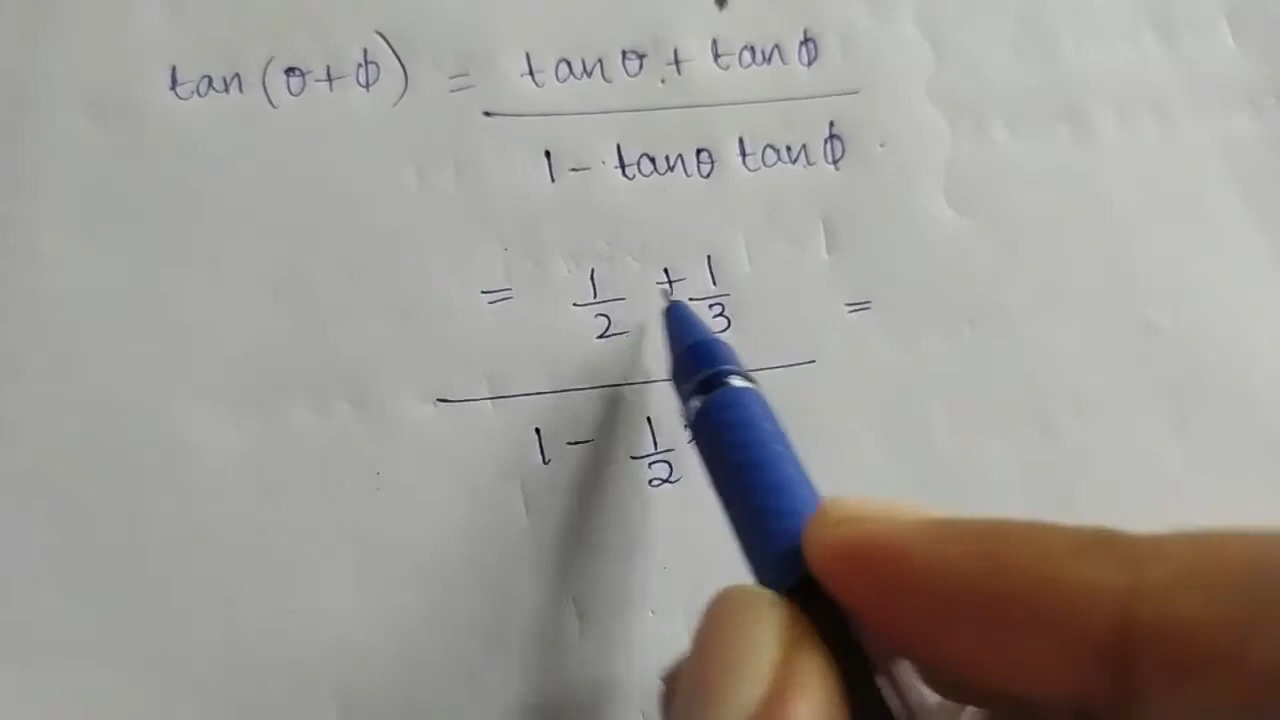 tan (θ+ϕ) = tanθ + tanϕ
1 - tanθ tanϕ
= 1/2 + 1/3 =
1 - 1/2